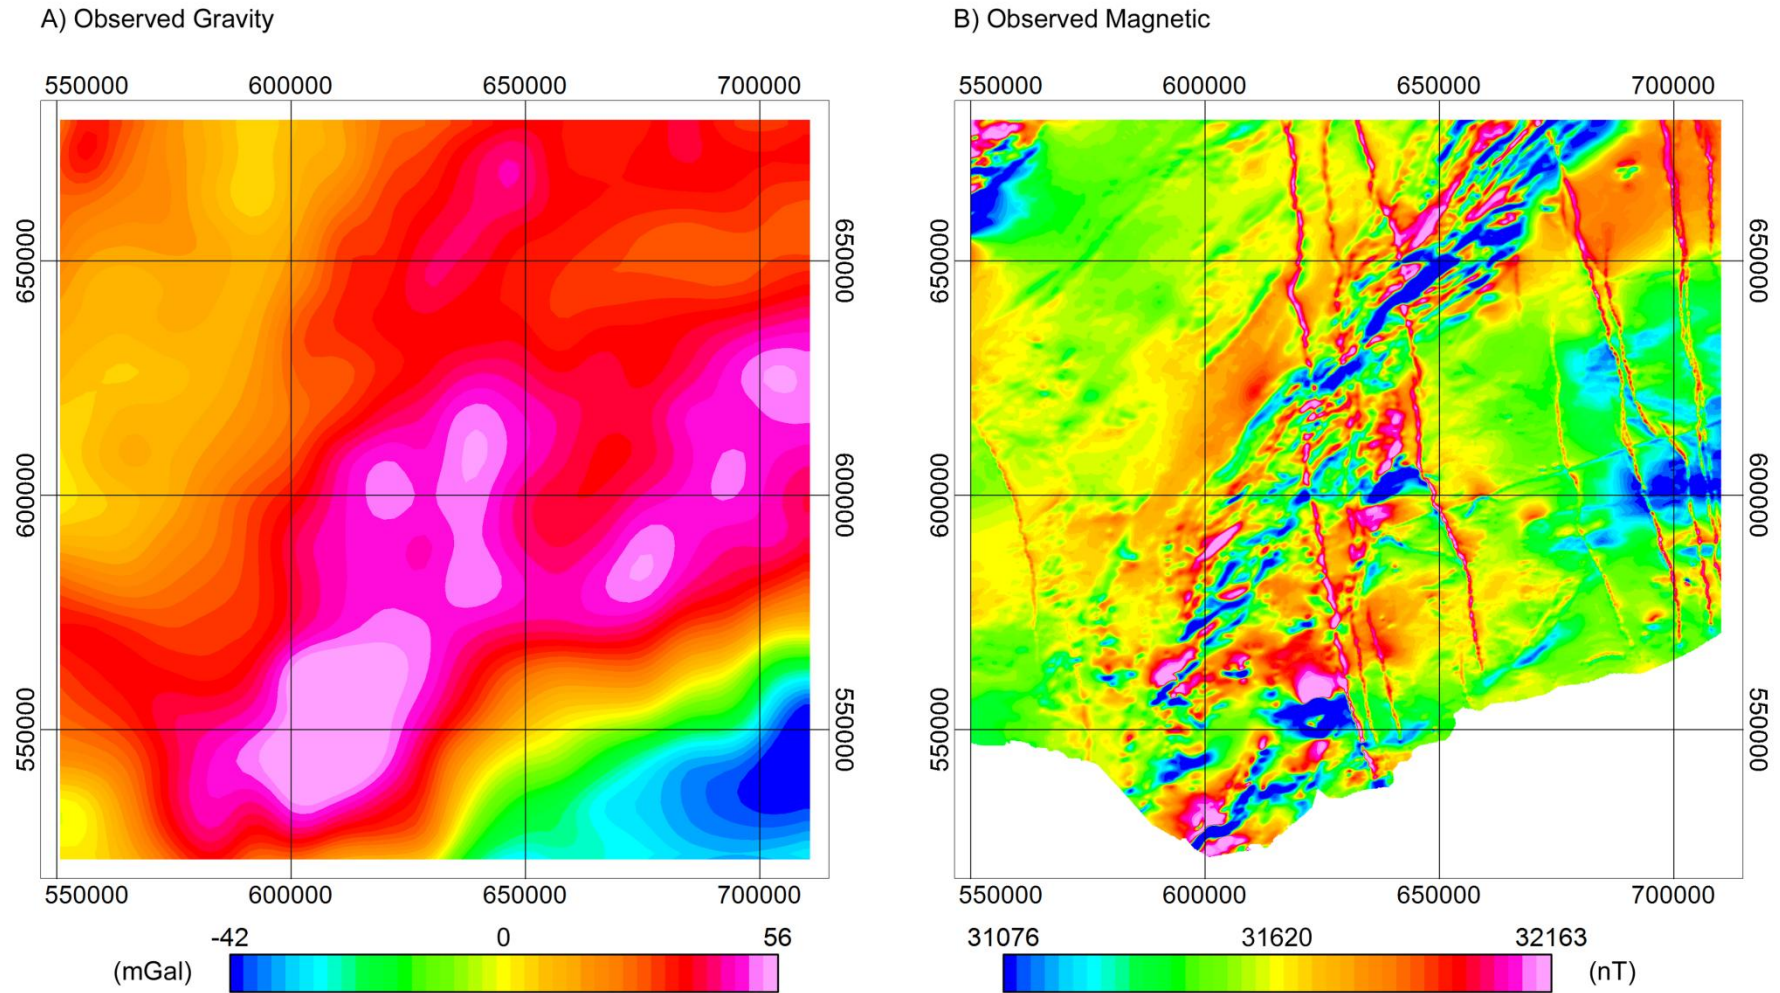 A) Observed Gravity
B) Observed Magnetic
550000 600000 650000 700000
550000 600000 650000 700000
650000 650000 650000 650000
600000 600000 600000 600000
550000 550000 550000 550000
550000 600000 650000 700000
550000 600000 650000 700000
-42 0 56
31076 31620 32163
(mGal)
(nT)